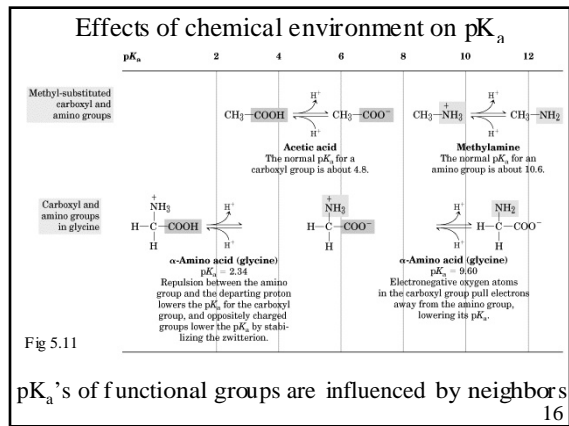 Effects of chemical environment on pKa
pKa 2 4 6 8 10 12
Methyl-substituted
carboxyl and
amino groups
H+
CH3—COOH ⇌ CH3—COO−
H+
Acetic acid
The normal pKa for a
carboxyl group is about 4.8.
H+
CH3—NH3+ ⇌ CH3—NH2
H+
Methylamine
The normal pKa for an
amino group is about 10.6.
Carboxyl and
amino groups
in glycine
+
NH3
H+
H—C—COOH ⇌
H+
H
+
NH3
H—C—COO−
H
H+
⇌
H+
NH2
H—C—COO−
H
α-Amino acid (glycine)
pKa = 2.34
Repulsion between the amino
group and the departing proton
lowers the pKa for the carboxyl
group, and oppositely charged
groups lower the pKa by stabi-
lizing the zwitterion.
α-Amino acid (glycine)
pKa = 9.60
Electronegative oxygen atoms
in the carboxyl group pull electrons
away from the amino group,
lowering its pKa.
Fig 5.11
pKa's of functional groups are influenced by neighbors
16